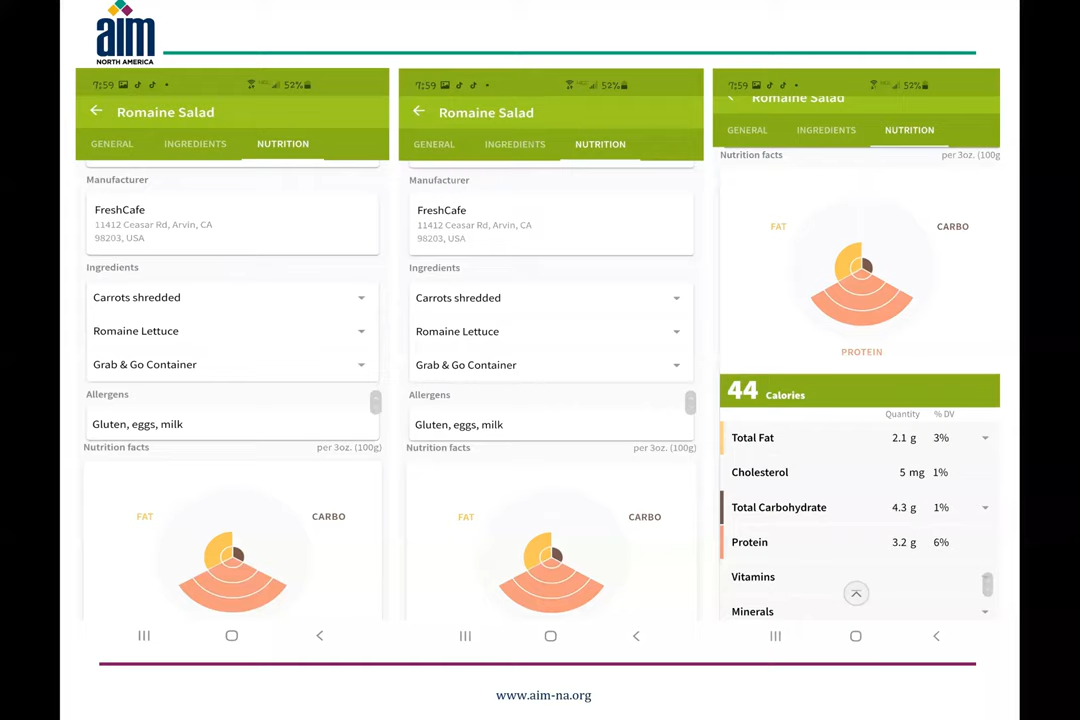 aim
NORTH AMERICA
7:59 52%
Romaine Salad
GENERAL INGREDIENTS NUTRITION
Manufacturer
FreshCafe
11412 Ceasar Rd, Arvin, CA
98203, USA
Ingredients
Carrots shredded
Romaine Lettuce
Grab & Go Container
Allergens
Gluten, eggs, milk
Nutrition facts per 3oz. (100g)
FAT CARBO
7:59 52%
Romaine Salad
GENERAL INGREDIENTS NUTRITION
Manufacturer
FreshCafe
11412 Ceasar Rd, Arvin, CA
98203, USA
Ingredients
Carrots shredded
Romaine Lettuce
Grab & Go Container
Allergens
Gluten, eggs, milk
Nutrition facts per 3oz. (100g)
FAT CARBO
7:59 52%
Romaine Salad
GENERAL INGREDIENTS NUTRITION
Nutrition facts per 3oz. (100g
FAT CARBO
PROTEIN
44 Calories
Quantity % DV
Total Fat 2.1 g 3%
Cholesterol 5 mg 1%
Total Carbohydrate 4.3 g 1%
Protein 3.2 g 6%
Vitamins
Minerals
www.aim-na.org